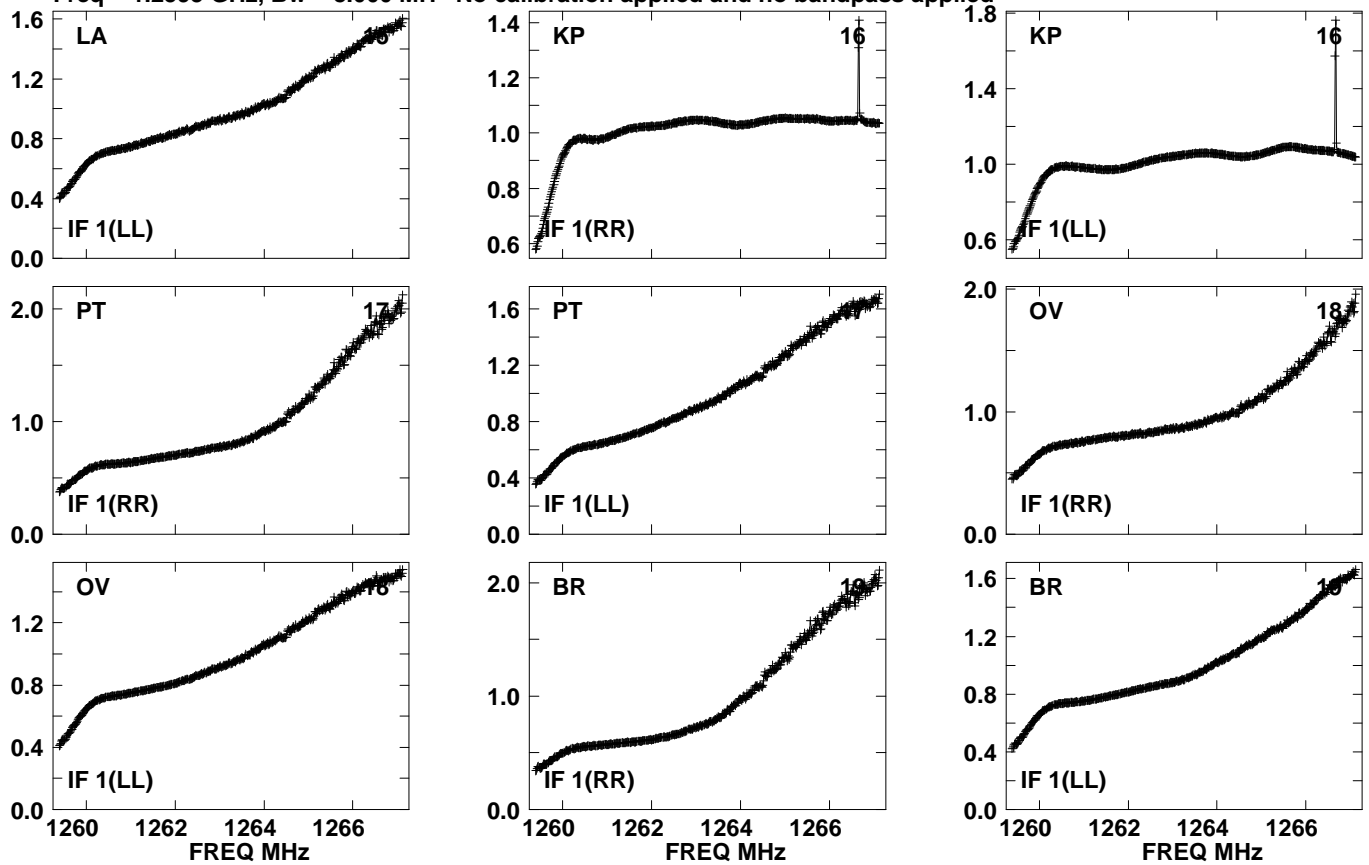 Freq GHz, No calibration applied and no bandpass applied
1.6 LA
1.2
0.8
0.4
0.0 IF 1(LL)
1.4 KP 16
1.2
1.0
0.8
0.6 IF 1(RR)
1.8 KP 16
1.4
1.0
0.6 IF 1(LL)
2.0 PT 17
1.0
0.0 IF 1(RR)
1.6 PT 17
1.2
0.8
0.4
0.0 IF 1(LL)
2.0 OV 18
1.0
0.0 IF 1(RR)
OV 18
1.2
0.8
0.4
0.0 IF 1(LL)
1260 1262 1264 1266
FREQ MHz
2.0 BR 19
1.0
0.0 IF 1(RR)
1260 1262 1264 1266
FREQ MHz
1.6 BR 19
1.2
0.8
0.4
0.0 IF 1(LL)
1260 1262 1264 1266
FREQ MHz